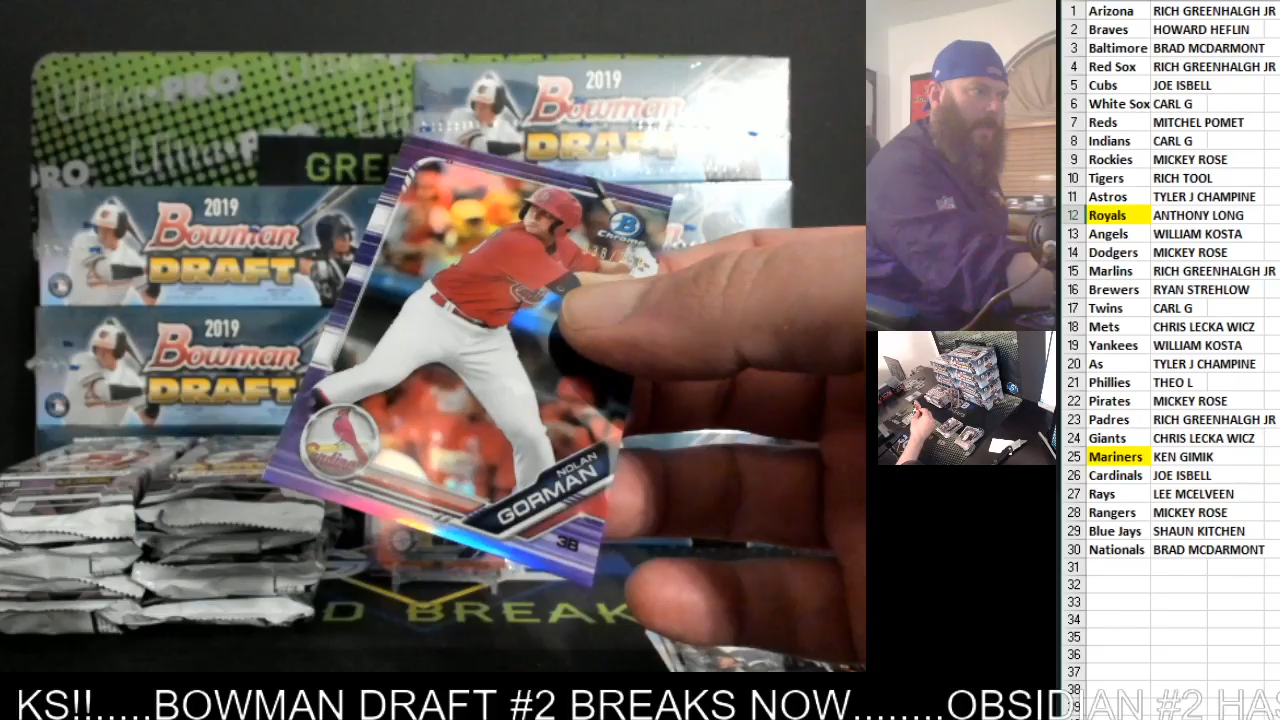 Ultra·PRO
PRO
GRE
2019
Bowman
DRAFT
2019
Bowman
DRAFT
2019
Bowman
DRAFT
B
Chrome
Cardinals
NOLAN
GORMAN
3B
D BREAK
1 Arizona RICH GREENHALGH JR
2 Braves HOWARD HEFLIN
3 Baltimore BRAD MCDARMONT
4 Red Sox RICH GREENHALGH JR
5 Cubs JOE ISBELL
6 White Sox CARL G
7 Reds MITCHEL POMET
8 Indians CARL G
9 Rockies MICKEY ROSE
10 Tigers RICH TOOL
11 Astros TYLER J CHAMPINE
12 Royals ANTHONY LONG
13 Angels WILLIAM KOSTA
14 Dodgers MICKEY ROSE
15 Marlins RICH GREENHALGH JR
16 Brewers RYAN STREHLOW
17 Twins CARL G
18 Mets CHRIS LECKA WICZ
19 Yankees WILLIAM KOSTA
20 As TYLER J CHAMPINE
21 Phillies THEO L
22 Pirates MICKEY ROSE
23 Padres RICH GREENHALGH JR
24 Giants CHRIS LECKA WICZ
25 Mariners KEN GIMIK
26 Cardinals JOE ISBELL
27 Rays LEE MCELVEEN
28 Rangers MICKEY ROSE
29 Blue Jays SHAUN KITCHEN
30 Nationals BRAD MCDARMONT
31
32
33
34
35
36
37
38
KS!!.....BOWMAN DRAFT #2 BREAKS NOW........OBSIDIAN #2 HAS